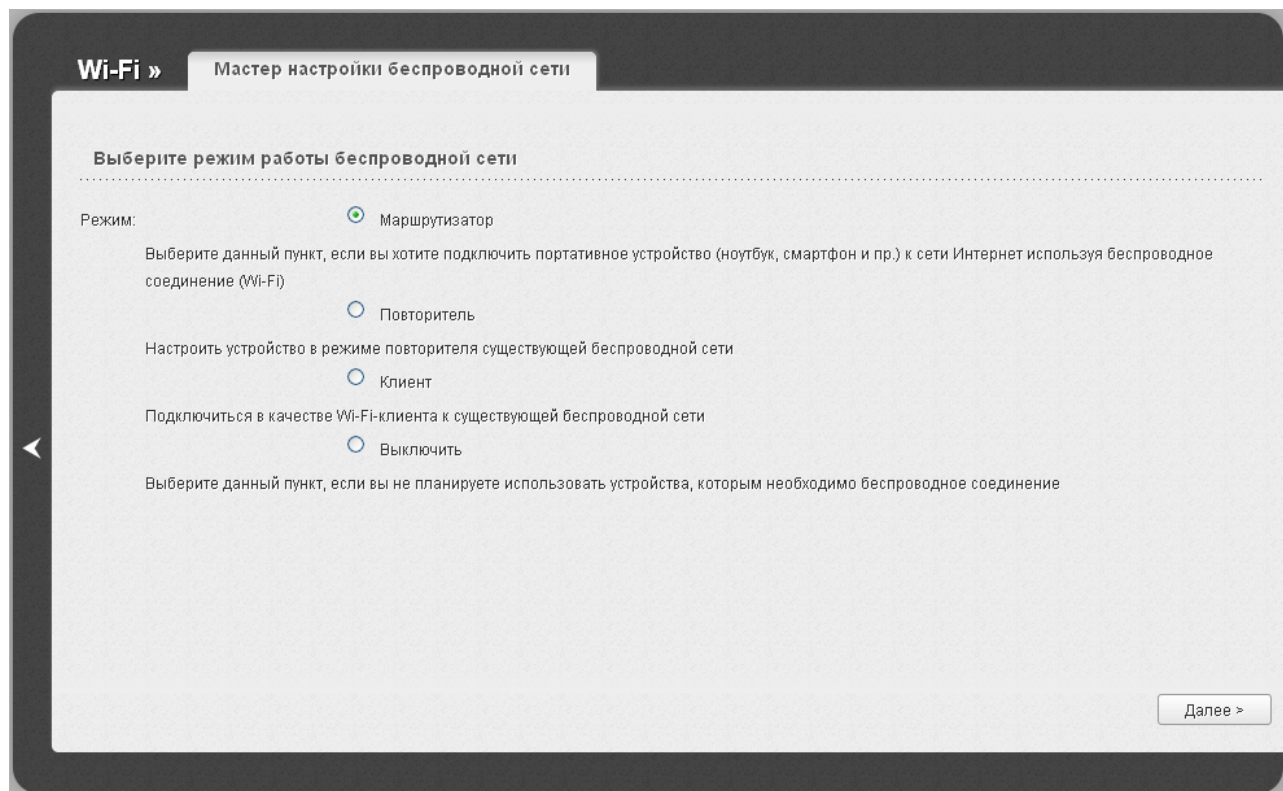 Wi-Fi »
Мастер настройки беспроводной сети
Выберите режим работы беспроводной сети
Режим:
Маршрутизатор
Выберите данный пункт, если вы хотите подключить портативное устройство (ноутбук, смартфон и пр.) к сети Интернет используя беспроводное
соединение (Wi-Fi)
Повторитель
Настроить устройство в режиме повторителя существующей беспроводной сети
Клиент
Подключиться в качестве Wi-Fi-клиента к существующей беспроводной сети
Выключить
Выберите данный пункт, если вы не планируете использовать устройства, которым необходимо беспроводное соединение
Далее >